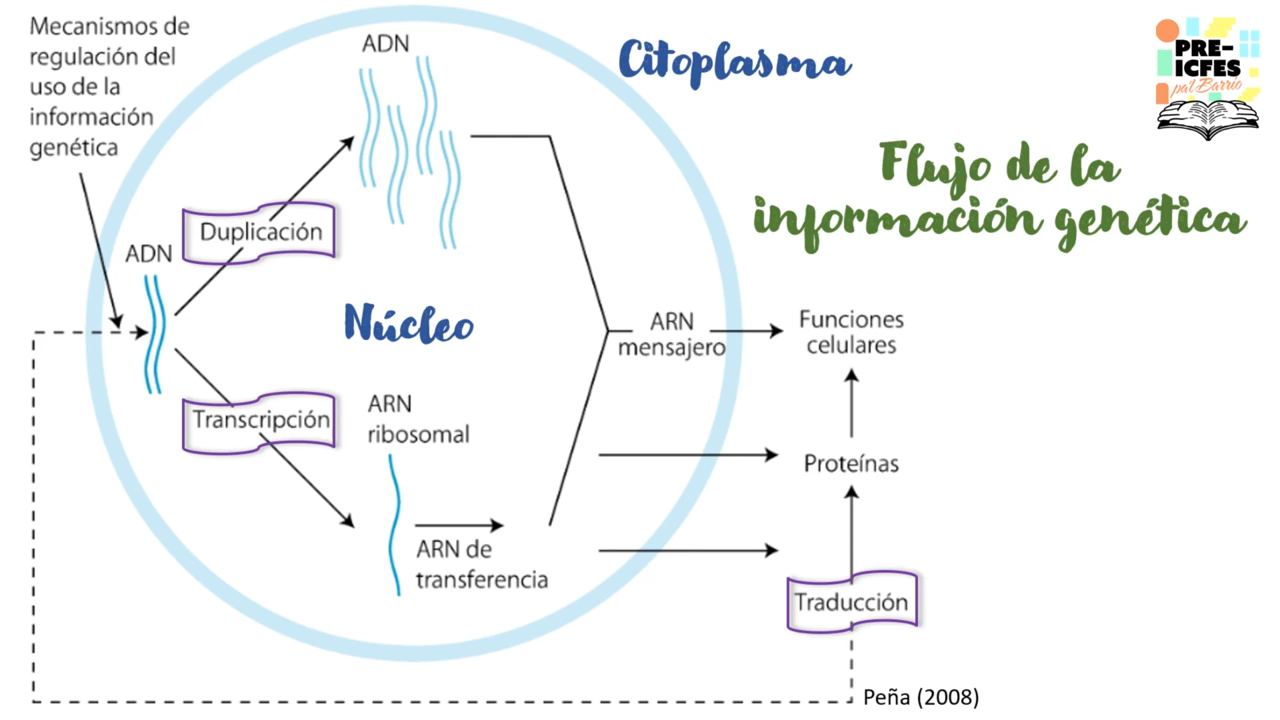 Mecanismos de
regulación del
uso de la
información
genética
ADN
Citoplasma
PRE-
ICFES
pa'l Barrio
Flujo de la
información genética
Duplicación
ADN
Núcleo
ARN
mensajero
Funciones
celulares
Transcripción
ARN
ribosomal
Proteínas
ARN de
transferencia
Traducción
Peña (2008)